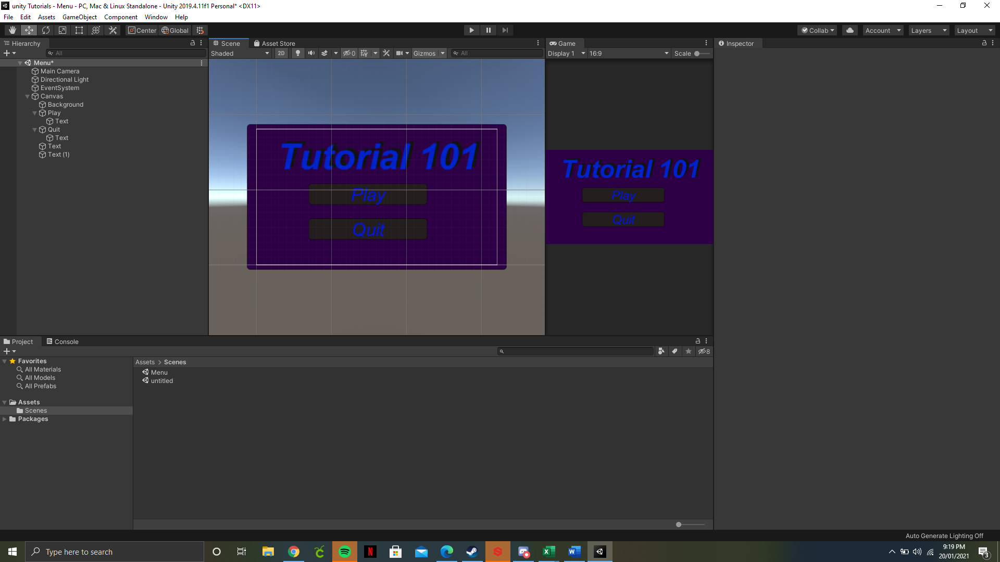 unity Tutorials - Menu - PC, Mac & Linux Standalone - Unity 2019.4.11f1 Personal* <DX11>
File Edit Assets GameObject Component Window Help
Center Global Collab Account Layers Layout
Hierarchy
All
Menu*
Main Camera
Directional Light
EventSystem
Canvas
Background
Play
Text
Quit
Text
Text
Text (1)
Scene Asset Store
Shaded 2D 0 Gizmos All
Tutorial 101
Play
Quit
Game
Display 1 16:9 Scale
Tutorial 101
Play
Quit
Inspector
Project Console
8
Favorites
All Materials
All Models
All Prefabs
Assets
Scenes
Packages
Assets > Scenes
Menu
untitled
Auto Generate Lighting Off
Type here to search
N
S
X
W
9:19 PM
20/01/2021
3